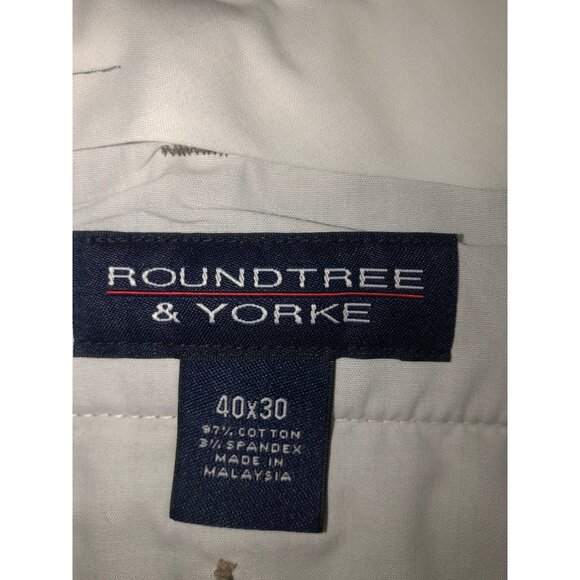 ROUNDTREE
& YORKE
40x30
97% COTTON
3% SPANDEX
MADE IN
MALAYSIA